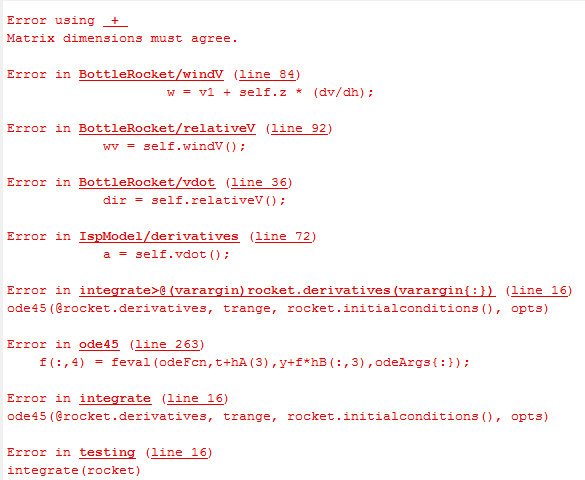 Error using  + 
Matrix dimensions must agree.
Error in BottleRocket/windV (line 84)
w = v1 + self.z * (dv/dh);
Error in BottleRocket/relativeV (line 92)
wv = self.windV();
Error in BottleRocket/vdot (line 36)
dir = self.relativeV();
Error in IspModel/derivatives (line 72)
a = self.vdot();
Error in integrate>@(varargin)rocket.derivatives(varargin{:}) (line 16)
ode45(@rocket.derivatives, trange, rocket.initialconditions(), opts)
Error in ode45 (line 263)
f(:,4) = feval(odeFcn,t+hA(3),y+f*hB(:,3),odeArgs{:});
Error in integrate (line 16)
ode45(@rocket.derivatives, trange, rocket.initialconditions(), opts)
Error in testing (line 16)
integrate(rocket)